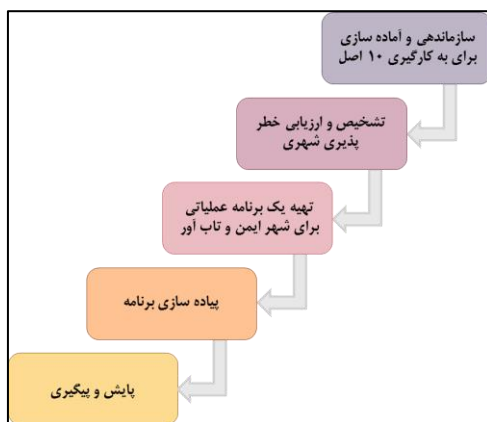 سازماندهی و آماده سازی
برای به کارگیری ۱۰ اصل
تشخیص و ارزیابی خطر
پذیری شهری
تهیه یک برنامه عملیاتی
برای شهر ایمن و تاب آور
پیاده سازی برنامه
پایش و پیگیری